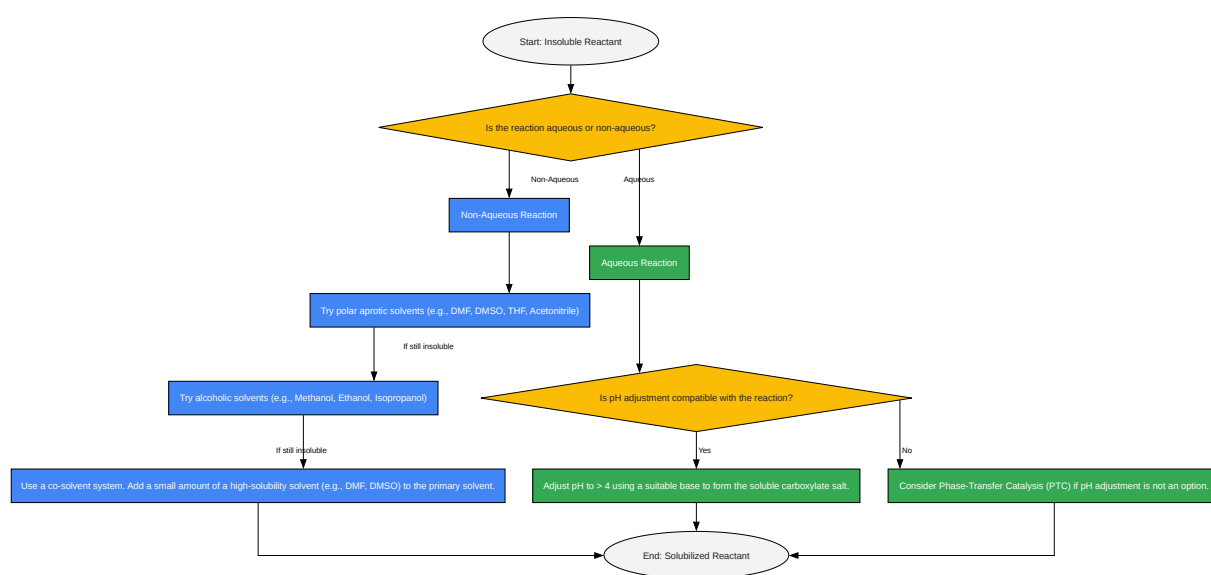 Start: Insoluble Reactant
Is the reaction aqueous or non-aqueous?
Non-Aqueous
Aqueous
Non-Aqueous Reaction
Aqueous Reaction
Try polar aprotic solvents (e.g., DMF, DMSO, THF, Acetonitrile)
If still insoluble
Try alcoholic solvents (e.g., Methanol, Ethanol, Isopropanol)
Is pH adjustment compatible with the reaction?
If still insoluble
Yes
No
Use a co-solvent system. Add a small amount of a high-solubility solvent (e.g., DMF, DMSO) to the primary solvent.
Adjust pH to > 4 using a suitable base to form the soluble carboxylate salt.
Consider Phase-Transfer Catalysis (PTC) if pH adjustment is not an option.
End: Solubilized Reactant